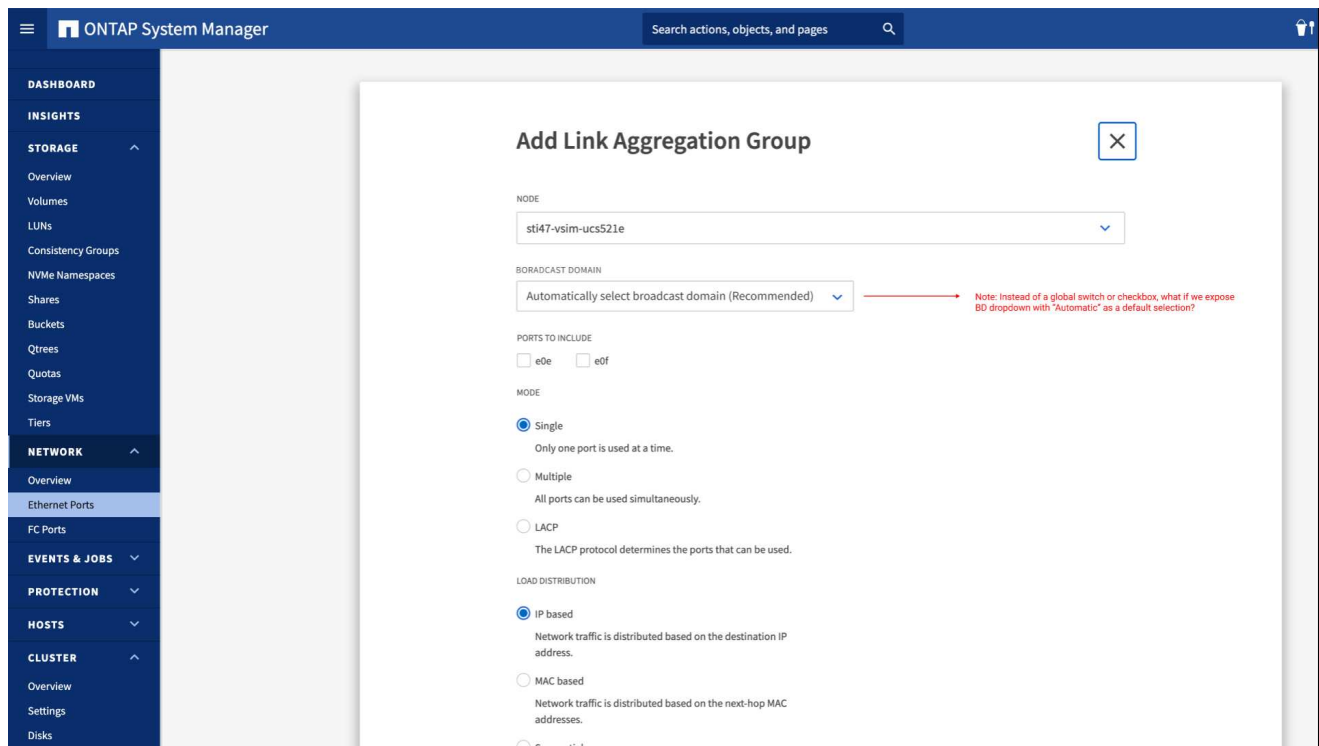 ONTAP System Manager
Search actions, objects, and pages
DASHBOARD
INSIGHTS
STORAGE
Overview
Volumes
LUNs
Consistency Groups
NVMe Namespaces
Shares
Buckets
Qtrees
Quotas
Storage VMs
Tiers
NETWORK
Overview
Ethernet Ports
FC Ports
EVENTS & JOBS
PROTECTION
HOSTS
CLUSTER
Overview
Settings
Disks
Add Link Aggregation Group
NODE
sti47-vsim-ucs521e
BORADCAST DOMAIN
Automatically select broadcast domain (Recommended)
Note: Instead of a global switch or checkbox, what if we expose
BD dropdown with "Automatic" as a default selection?
PORTS TO INCLUDE
e0e e0f
MODE
Single
Only one port is used at a time.
Multiple
All ports can be used simultaneously.
LACP
The LACP protocol determines the ports that can be used.
LOAD DISTRIBUTION
IP based
Network traffic is distributed based on the destination IP
address.
MAC based
Network traffic is distributed based on the next-hop MAC
addresses.